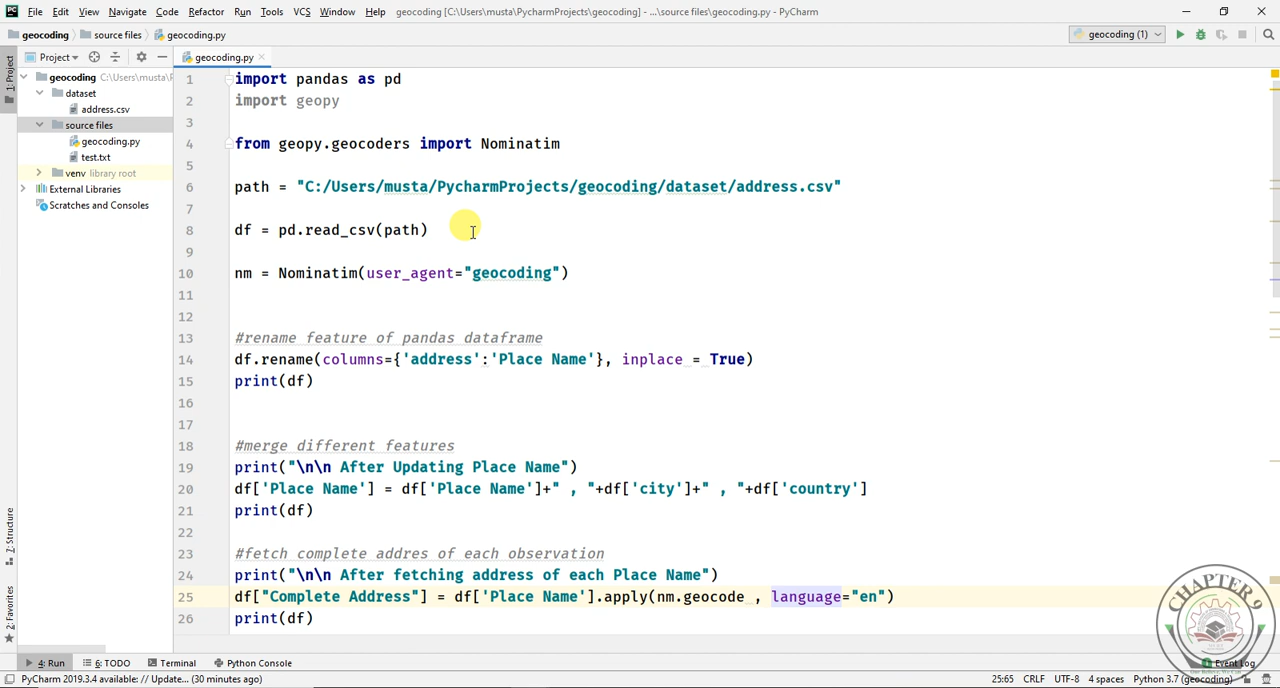 File Edit View Navigate Code Refactor Run Tools VCS Window Help geocoding [C:\Users\musta\PycharmProjects\geocoding] - ...\source files\geocoding.py - PyCharm
geocoding source files geocoding.py geocoding (1)
Project geocoding.py
1: Project
geocoding C:\Users\musta\
dataset
address.csv
source files
geocoding.py
test.txt
venv library root
External Libraries
Scratches and Consoles
1 import pandas as pd
2 import geopy
3
4 from geopy.geocoders import Nominatim
5
6 path = "C:/Users/musta/PycharmProjects/geocoding/dataset/address.csv"
7
8 df = pd.read_csv(path)
9
10 nm = Nominatim(user_agent="geocoding")
11
12
13 #rename feature of pandas dataframe
14 df.rename(columns={'address':'Place Name'}, inplace = True)
15 print(df)
16
17
18 #merge different features
19 print("\n\n After Updating Place Name")
20 df['Place Name'] = df['Place Name']+" , "+df['city']+" , "+df['country']
21 print(df)
22
23 #fetch complete addres of each observation
24 print("\n\n After fetching address of each Place Name")
25 df["Complete Address"] = df['Place Name'].apply(nm.geocode , language="en")
26 print(df)
7: Structure
2: Favorites
CHAPTER 9
4: Run 6: TODO Terminal Python Console Event Log
PyCharm 2019.3.4 available: // Update... (30 minutes ago) 25:65 CRLF UTF-8 4 spaces Python 3.7 (geocoding)